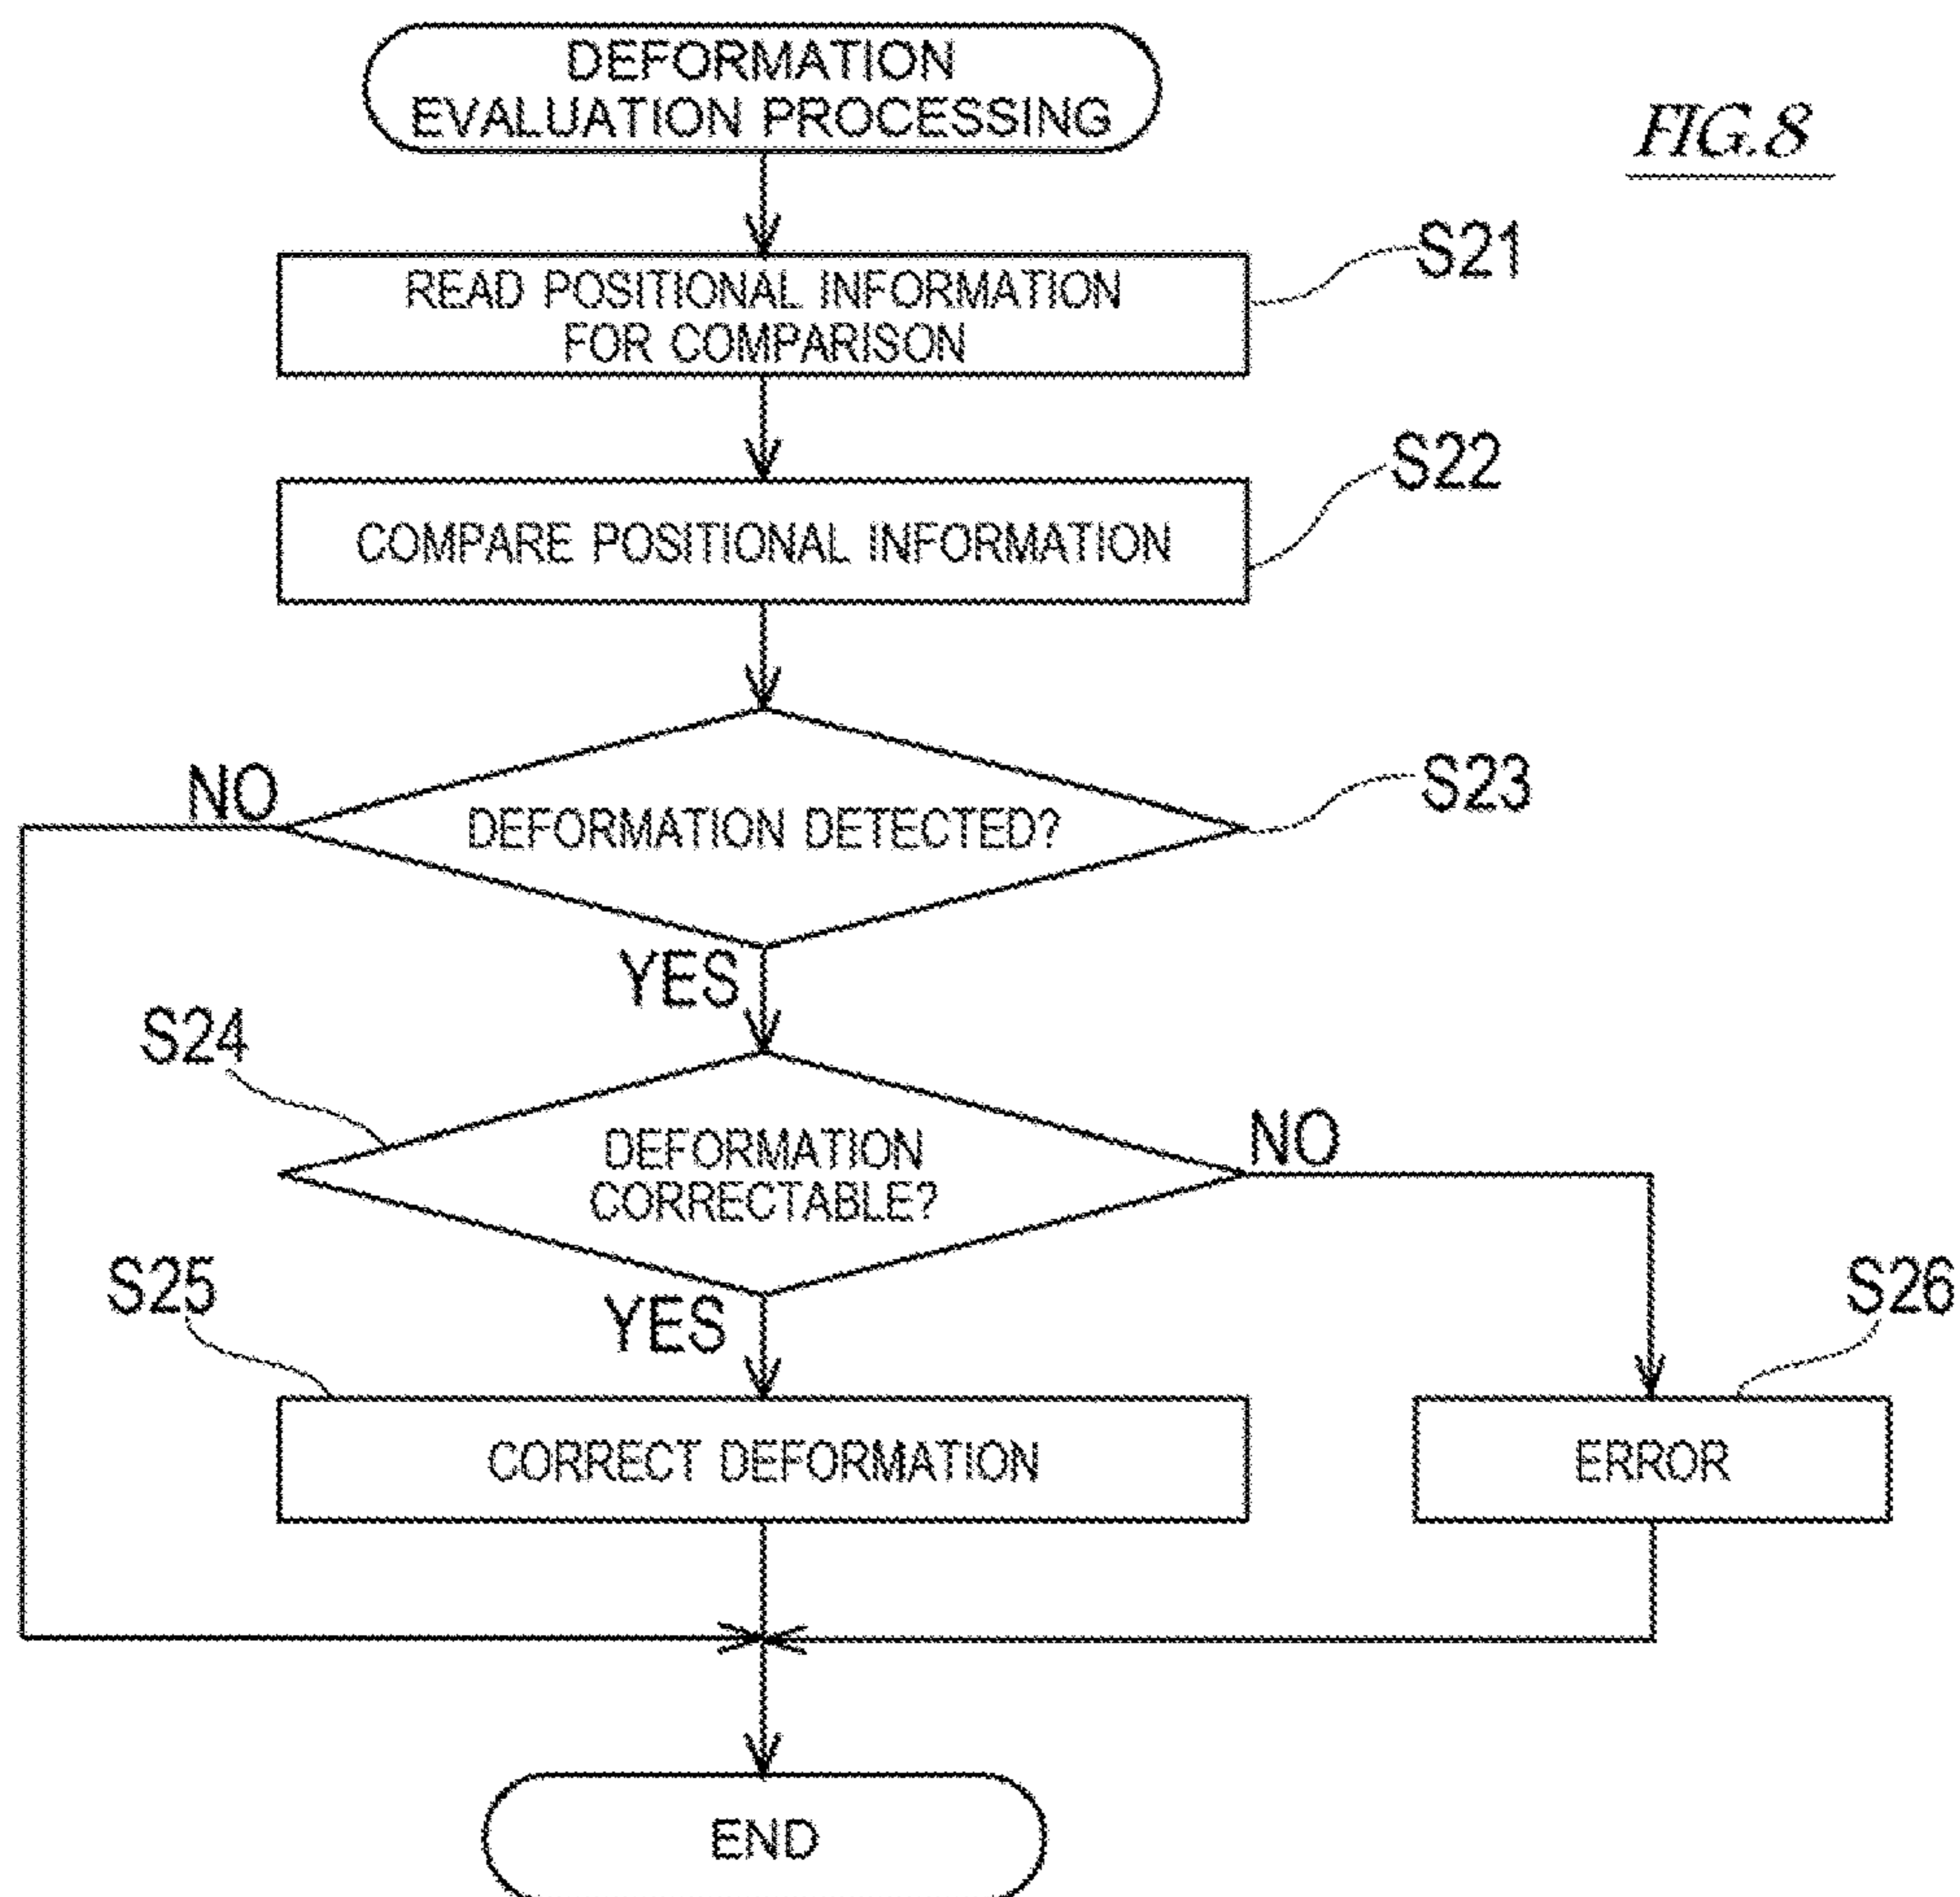 DEFORMATION
EVALUATION PROCESSING
FIG.8
S21
READ POSITIONAL INFORMATION
FOR COMPARISON
S22
COMPARE POSITIONAL INFORMATION
NO
DEFORMATION DETECTED?
S23
YES
S24
DEFORMATION
CORRECTABLE?
NO
S25
YES
S26
CORRECT DEFORMATION
ERROR
END